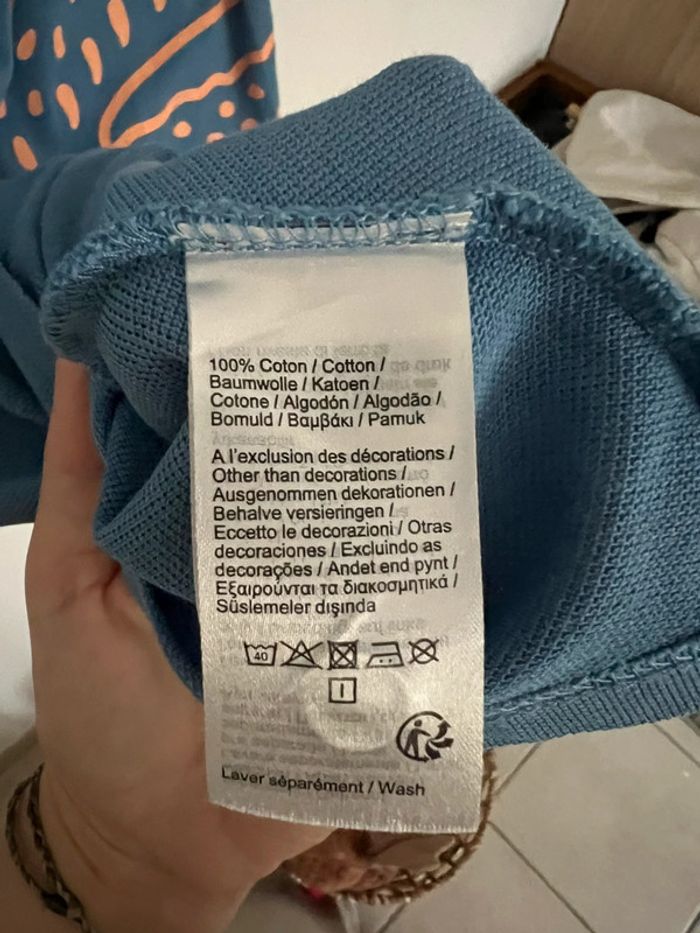 100% Coton / Cotton /
Baumwolle / Katoen /
Cotone / Algodón / Algodão /
Bomuld / Βαμβάκι / Pamuk
A l'exclusion des décorations /
Other than decorations /
Ausgenommen dekorationen /
Behalve versieringen /
Eccetto le decorazioni / Otras
decoraciones / Excluindo as
decorações / Andet end pynt /
Εξαιρούνται τα διακοσμητικά /
Süslemeler dışında
40
Laver séparément / Wash